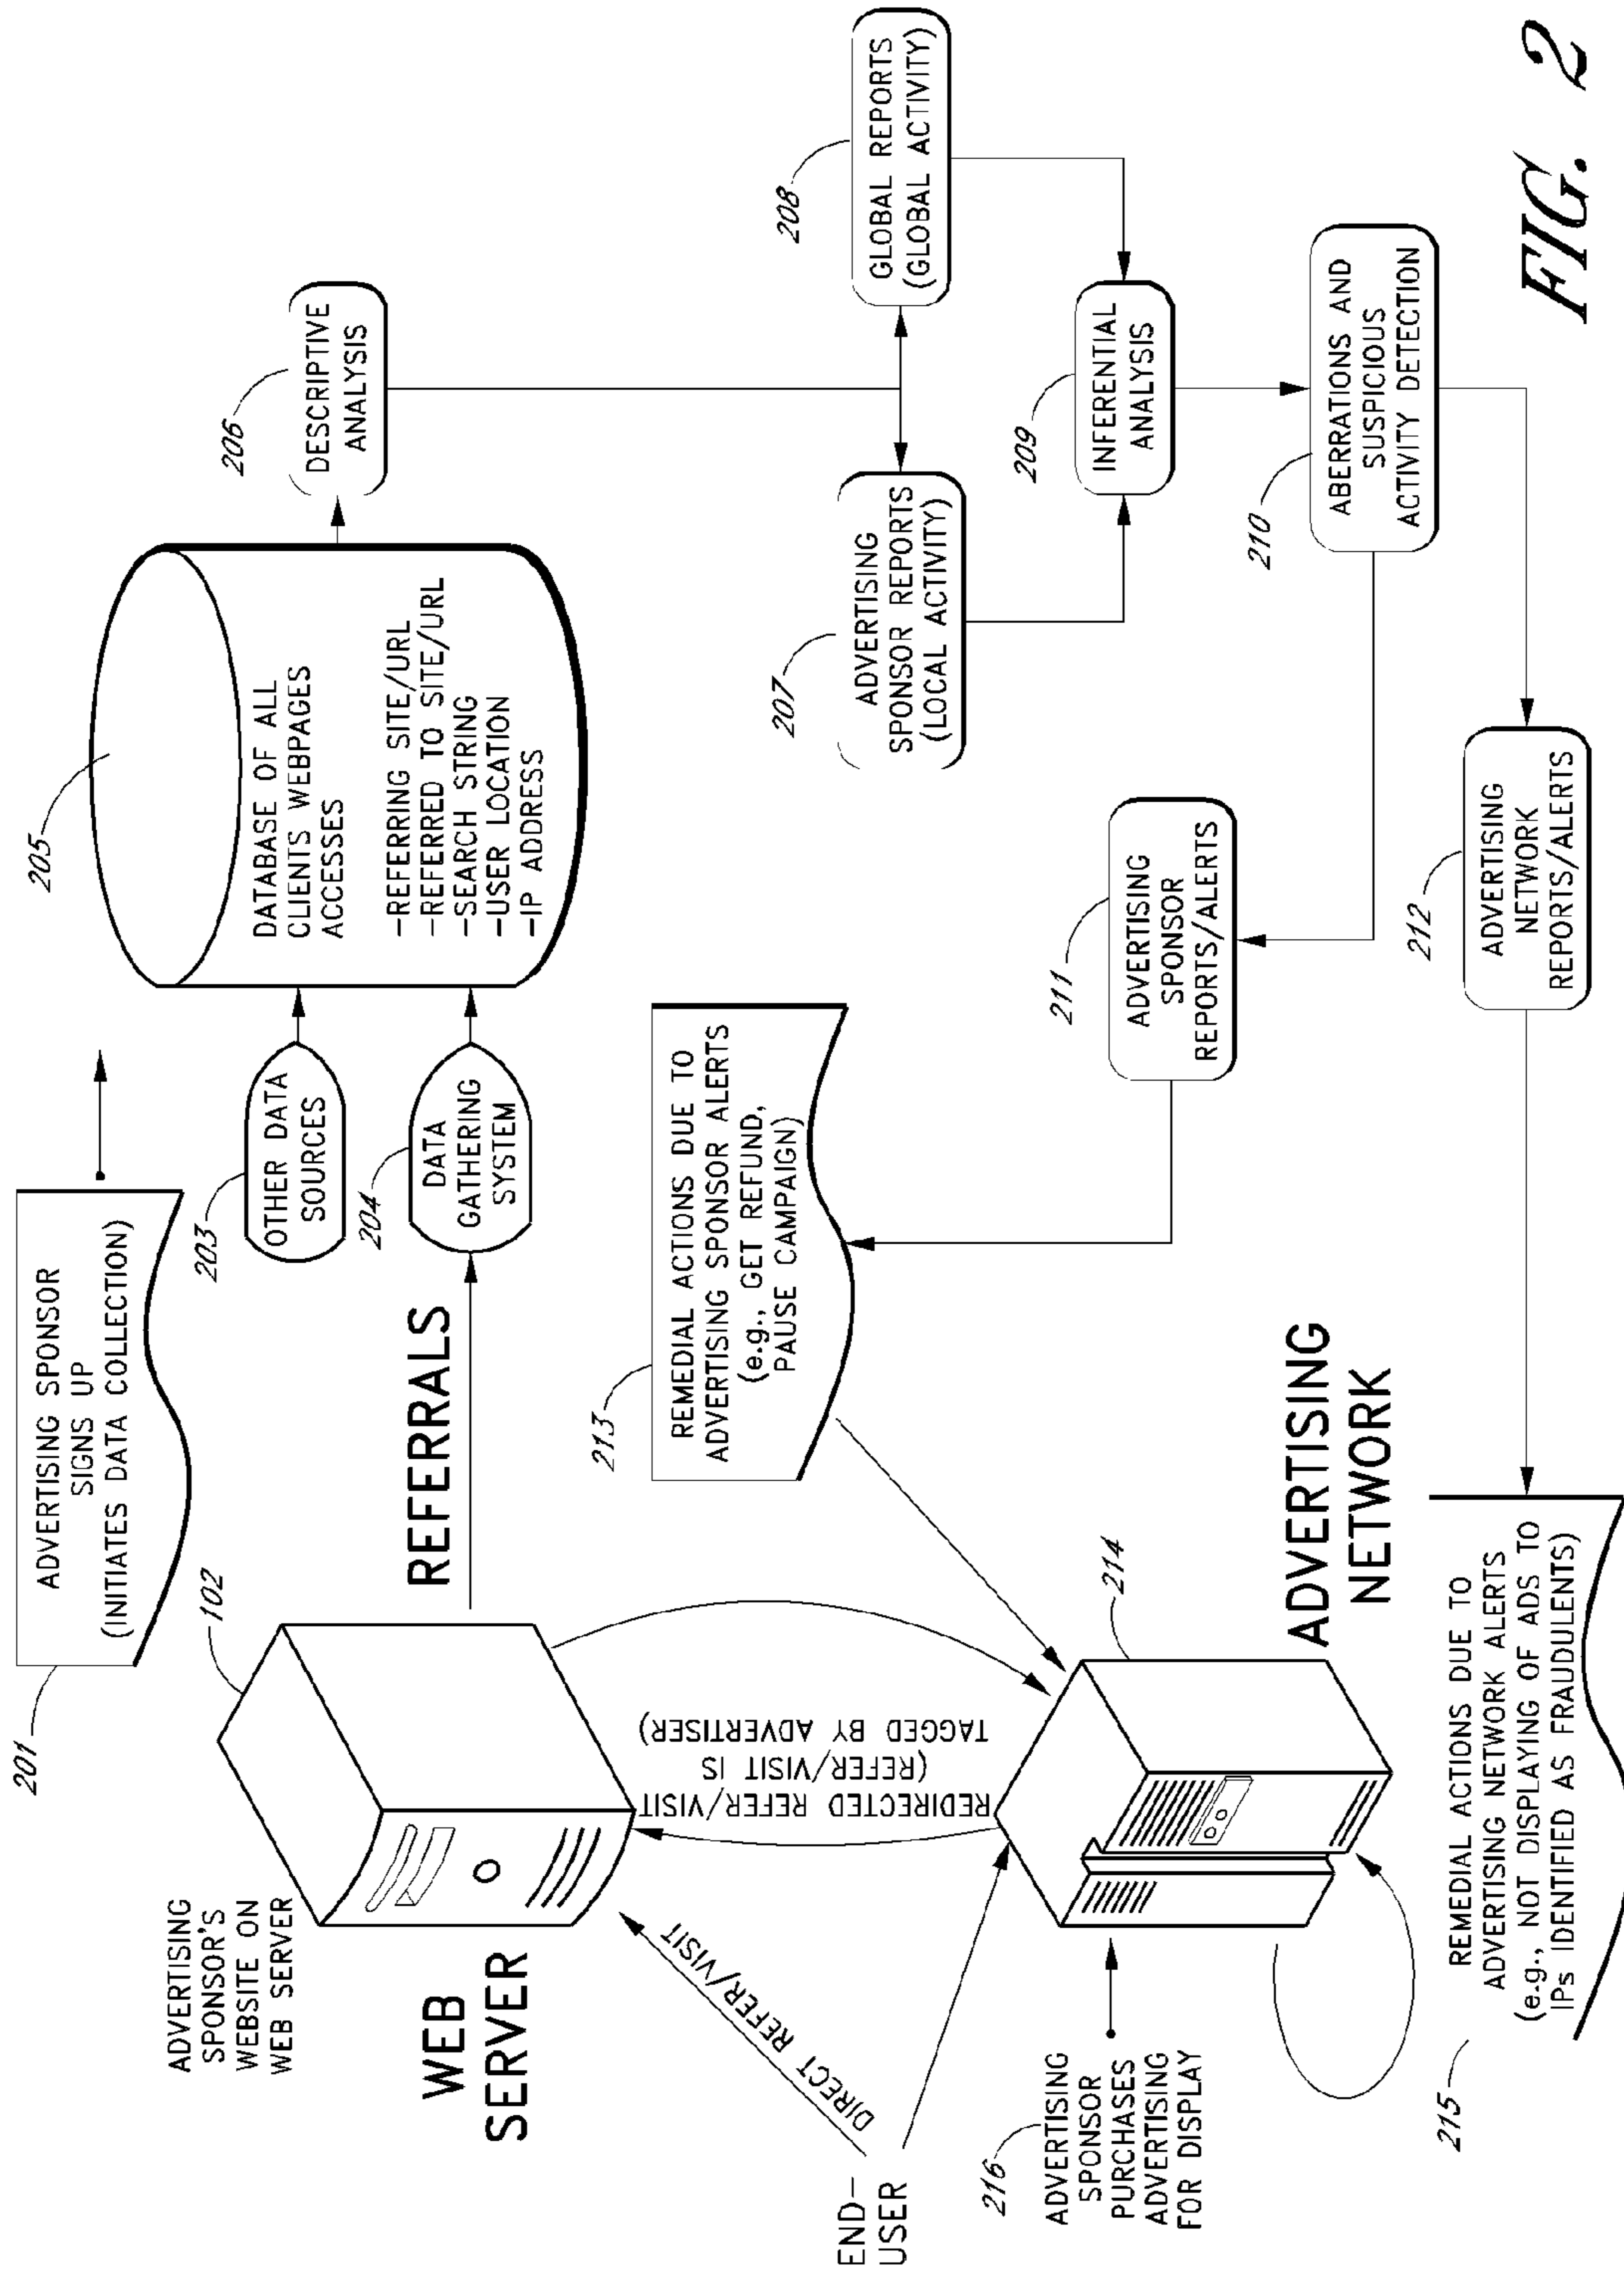 201
ADVERTISING SPONSOR
SIGNS UP
(INITIATES DATA COLLECTION)
205
DATABASE OF ALL
CLIENTS WEBPAGES
ACCESSES
-REFERRING SITE/URL
-REFERRED TO SITE/URL
-SEARCH STRING
-USER LOCATION
-IP ADDRESS
203
OTHER DATA
SOURCES
204
DATA
GATHERING
SYSTEM
206
DESCRIPTIVE
ANALYSIS
ADVERTISING
SPONSOR'S
WEBSITE ON
WEB SERVER
102
WEB
SERVER
REFERRALS
DIRECT REFER/VISIT
REDIRECTED REFER/VISIT
(REFER/VISIT IS
TAGGED BY ADVERTISER)
END-
USER
213
REMEDIAL ACTIONS DUE TO
ADVERTISING SPONSOR ALERTS
(e.g., GET REFUND,
PAUSE CAMPAIGN)
207
ADVERTISING
SPONSOR REPORTS
(LOCAL ACTIVITY)
208
GLOBAL REPORTS
(GLOBAL ACTIVITY)
209
INFERENTIAL
ANALYSIS
216
ADVERTISING
SPONSOR
PURCHASES
ADVERTISING
FOR DISPLAY
214
ADVERTISING
NETWORK
211
ADVERTISING
SPONSOR
REPORTS/ALERTS
210
ABERRATIONS AND
SUSPICIOUS
ACTIVITY DETECTION
215
REMEDIAL ACTIONS DUE TO
ADVERTISING NETWORK ALERTS
(e.g., NOT DISPLAYING OF ADS TO
IPs IDENTIFIED AS FRAUDULENTS)
212
ADVERTISING
NETWORK
REPORTS/ALERTS
FIG. 2